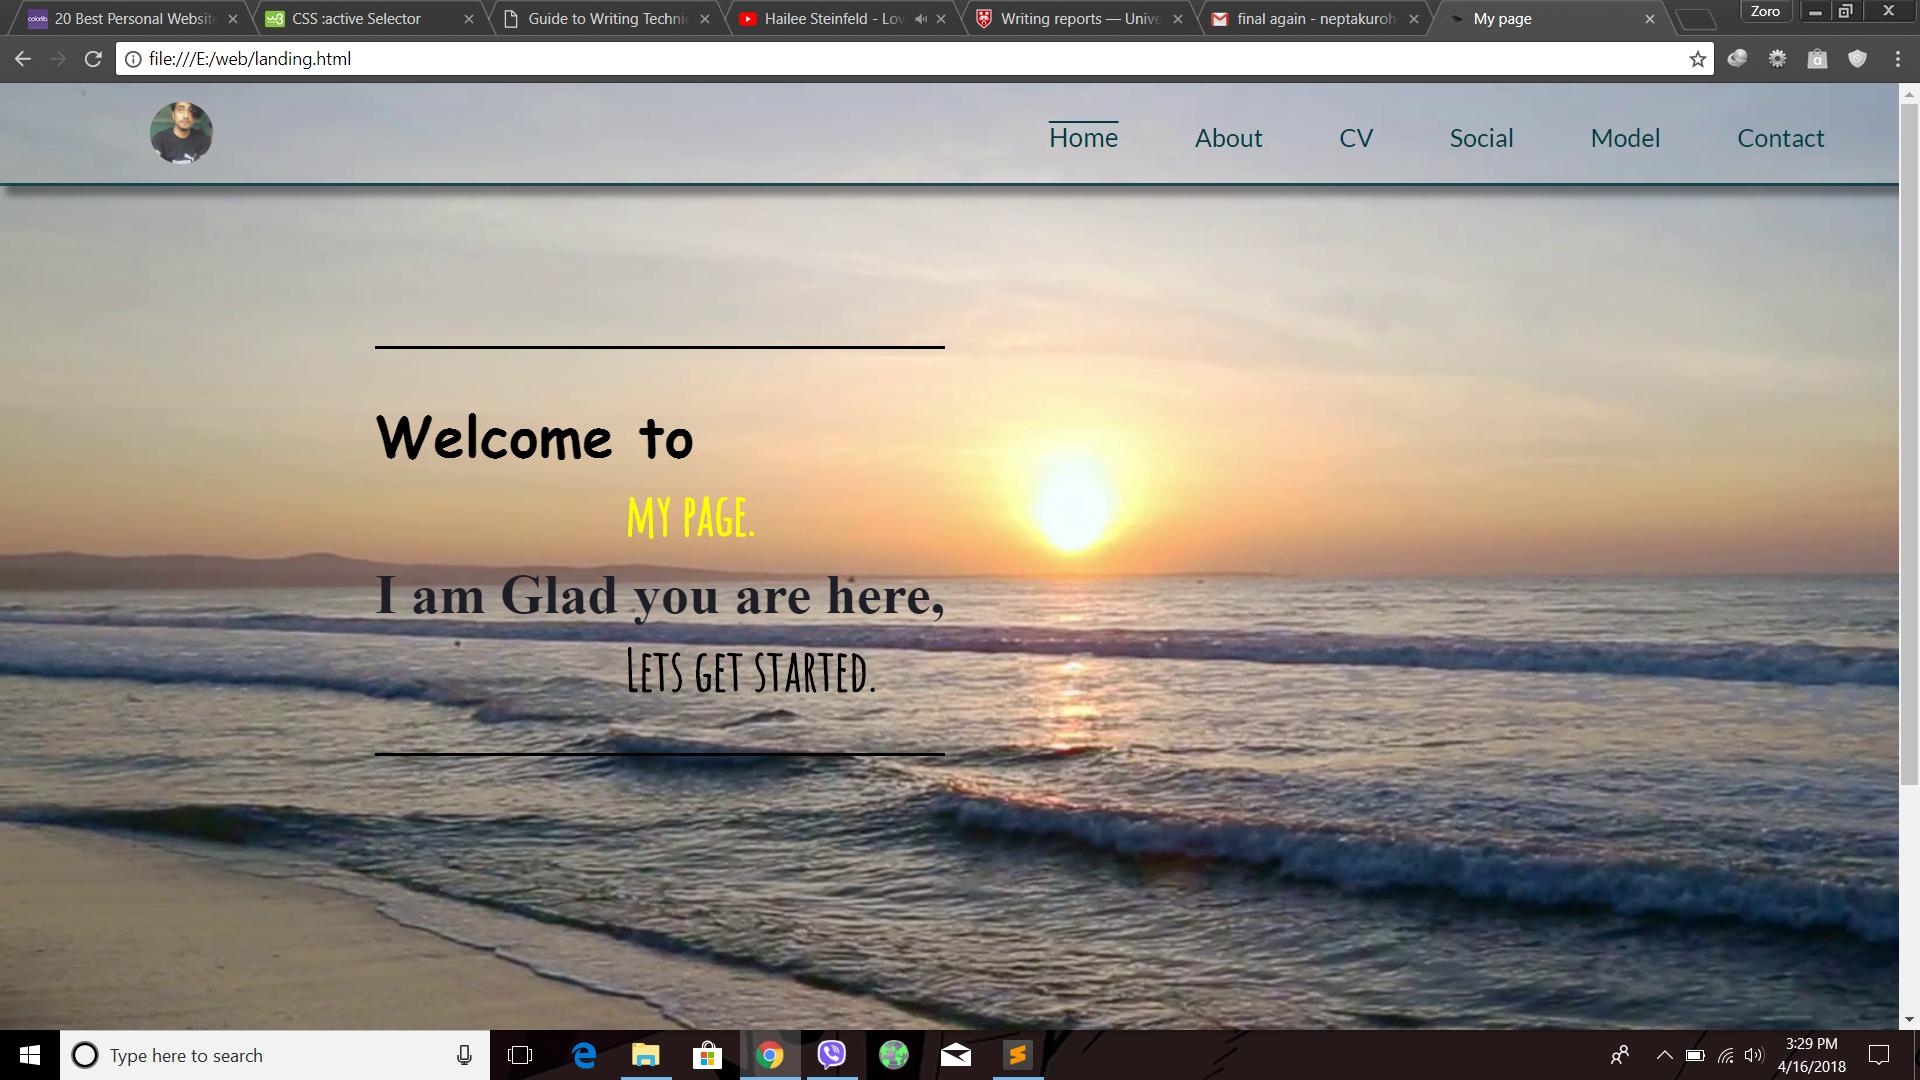 colorlib 20 Best Personal Website
CSS :active Selector
Guide to Writing Techni
Hailee Steinfeld - Lov
Writing reports — Unive
final again - neptakuroh
My page
Zoro
file:///E:/web/landing.html
Home About CV Social Model Contact
Welcome to
MY PAGE.
I am Glad you are here,
LETS GET STARTED.
Type here to search
3:29 PM
4/16/2018